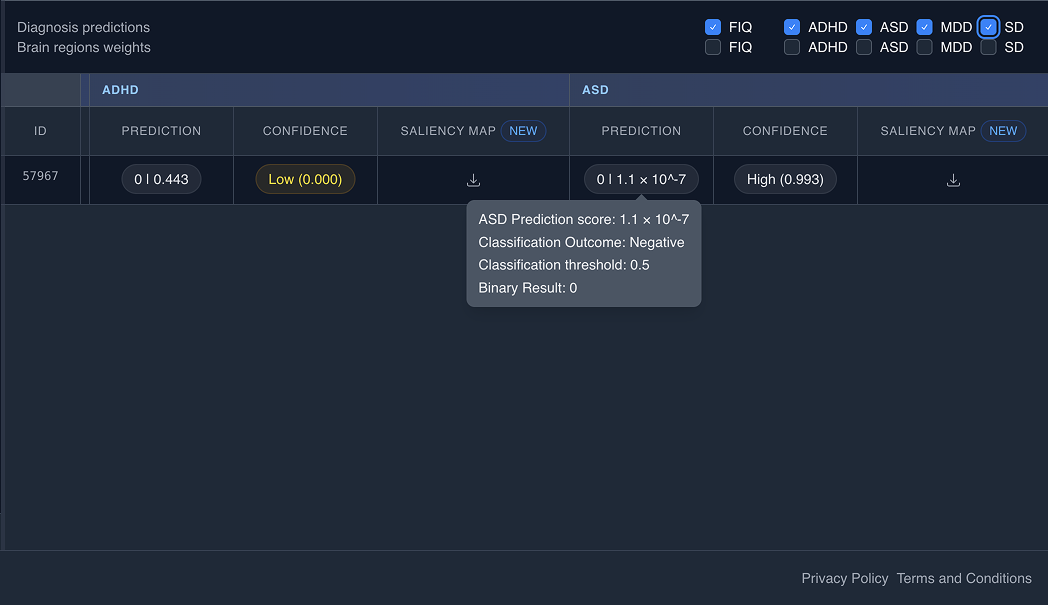 Diagnosis predictions FIQ ADHD ASD MDD SD
Brain regions weights FIQ ADHD ASD MDD SD
ADHD ASD
ID PREDICTION CONFIDENCE SALIENCY MAP NEW PREDICTION CONFIDENCE SALIENCY MAP NEW
57967 0 | 0.443 Low (0.000) 0 | 1.1 × 10^-7 High (0.993)
ASD Prediction score: 1.1 × 10^-7
Classification Outcome: Negative
Classification threshold: 0.5
Binary Result: 0
Privacy Policy Terms and Conditions